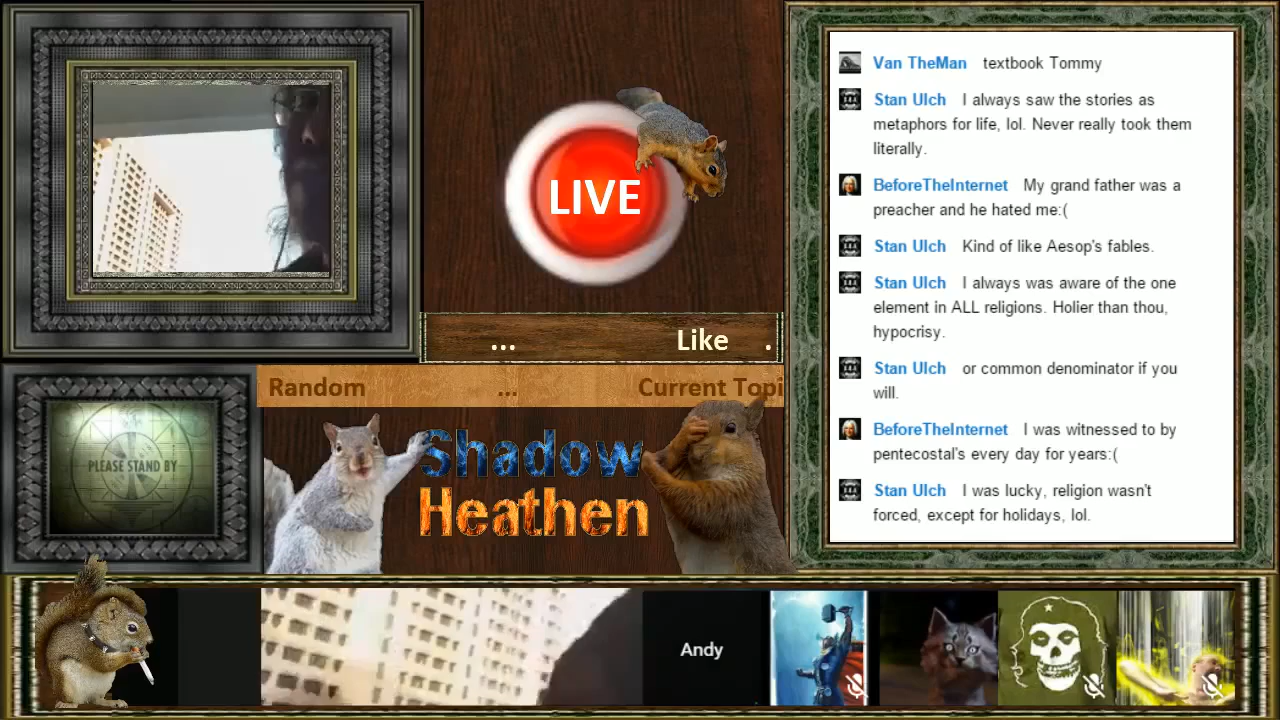 LIVE
... Like .
Random ... Current Topi
PLEASE STAND BY
Shadow
Heathen
Van TheMan textbook Tommy
Stan Ulch I always saw the stories as
metaphors for life, lol. Never really took them
literally.
BeforeTheInternet My grand father was a
preacher and he hated me:(
Stan Ulch Kind of like Aesop's fables.
Stan Ulch I always was aware of the one
element in ALL religions. Holier than thou,
hypocrisy.
Stan Ulch or common denominator if you
will.
BeforeTheInternet I was witnessed to by
pentecostal's every day for years:(
Stan Ulch I was lucky, religion wasn't
forced, except for holidays, lol.
Andy